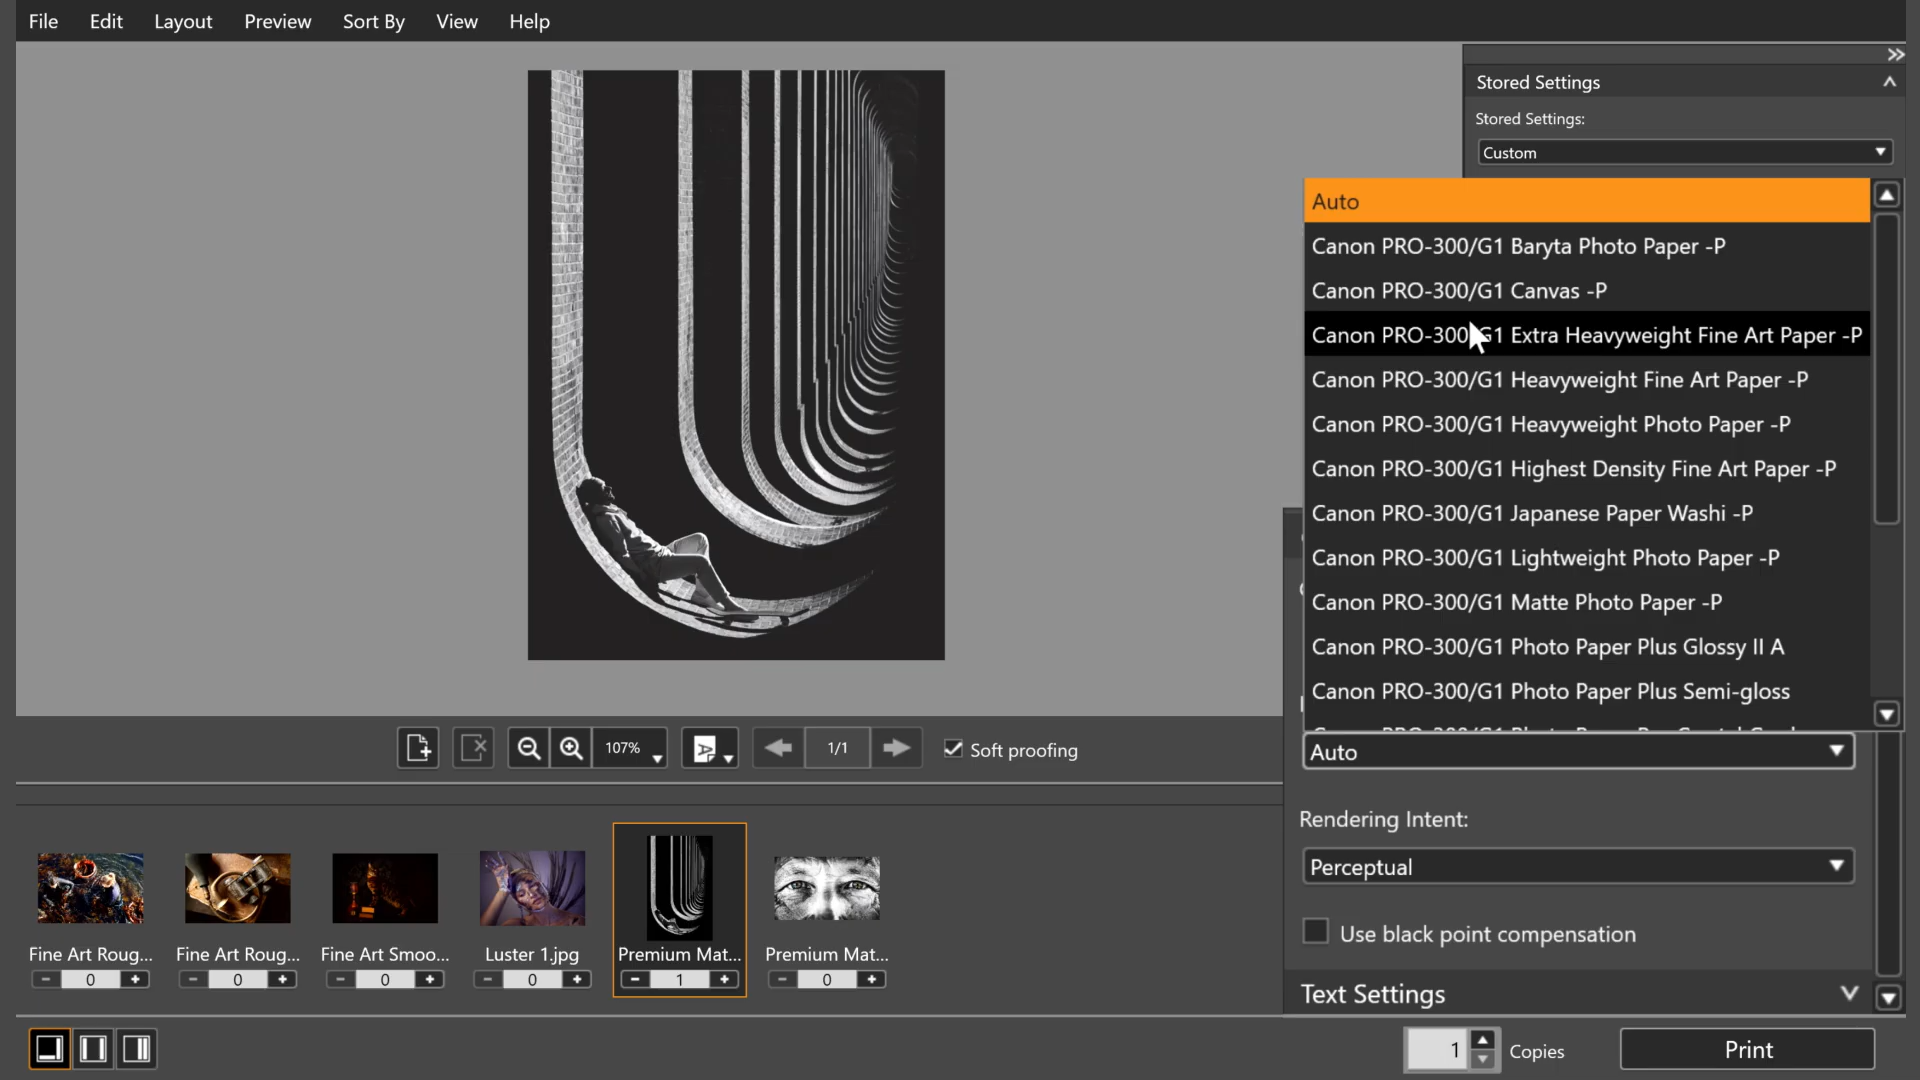 File Edit Layout Preview Sort By View Help
Stored Settings
Stored Settings:
Custom
Auto
Canon PRO-300/G1 Baryta Photo Paper -P
Canon PRO-300/G1 Canvas -P
Canon PRO-300/G1 Extra Heavyweight Fine Art Paper -P
Canon PRO-300/G1 Heavyweight Fine Art Paper -P
Canon PRO-300/G1 Heavyweight Photo Paper -P
Canon PRO-300/G1 Highest Density Fine Art Paper -P
Canon PRO-300/G1 Japanese Paper Washi -P
Canon PRO-300/G1 Lightweight Photo Paper -P
Canon PRO-300/G1 Matte Photo Paper -P
Canon PRO-300/G1 Photo Paper Plus Glossy II A
Canon PRO-300/G1 Photo Paper Plus Semi-gloss
107% A 1/1 Soft proofing
Auto
Rendering Intent:
Perceptual
Use black point compensation
Text Settings
Fine Art Roug... Fine Art Roug... Fine Art Smoo... Luster 1.jpg Premium Mat... Premium Mat...
- 0 + - 0 + - 0 + - 0 + - 1 + - 0 +
1 Copies Print